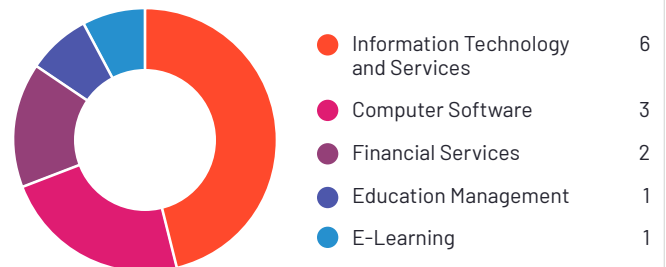 Information Technology 6
and Services
Computer Software 3
Financial Services 2
Education Management 1
E-Learning 1